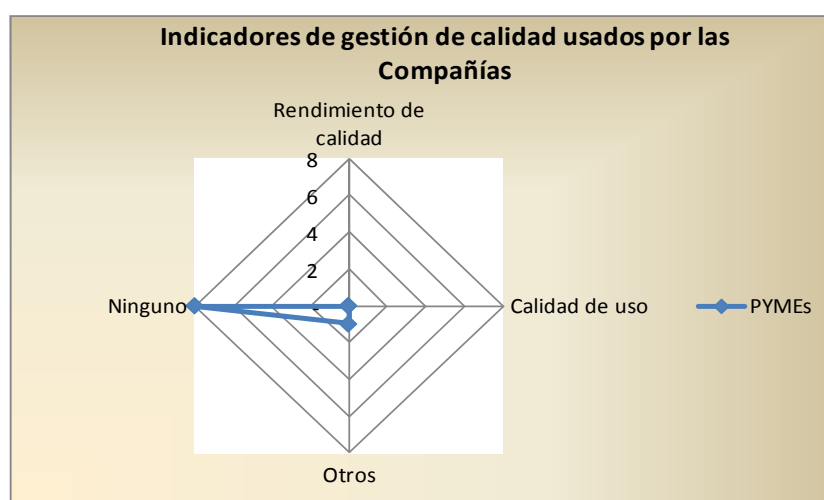 Indicadores de gestión de calidad usados por las
Compañías
Rendimiento de
calidad
8
6
4
2
Ninguno
Calidad de uso
PYMEs
Otros